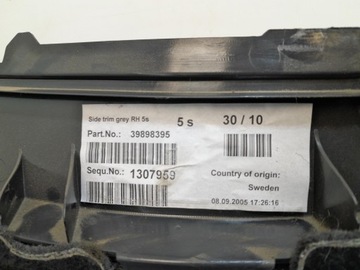 Side trim grey RH 5s 5 s 30 / 10
Part.No.: 39898395
Sequ.No.: 1307959 Country of origin:
Sweden
08.09.2005 17:26:16